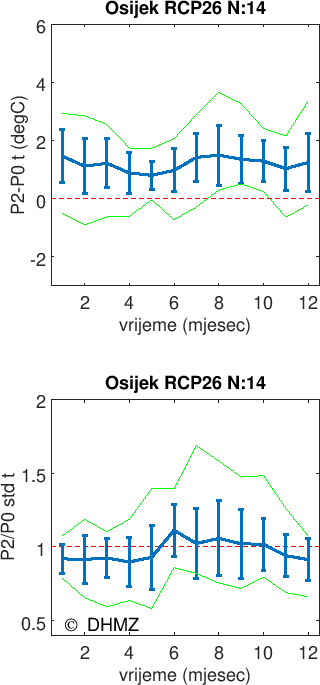 Osijek RCP26 N:14
6
4
2
0
-2
P2-P0 t (degC)
2 4 6 8 10 12
vrijeme (mjesec)
Osijek RCP26 N:14
2
1.5
1
0.5
P2/P0 std t
© DHMZ
2 4 6 8 10 12
vrijeme (mjesec)